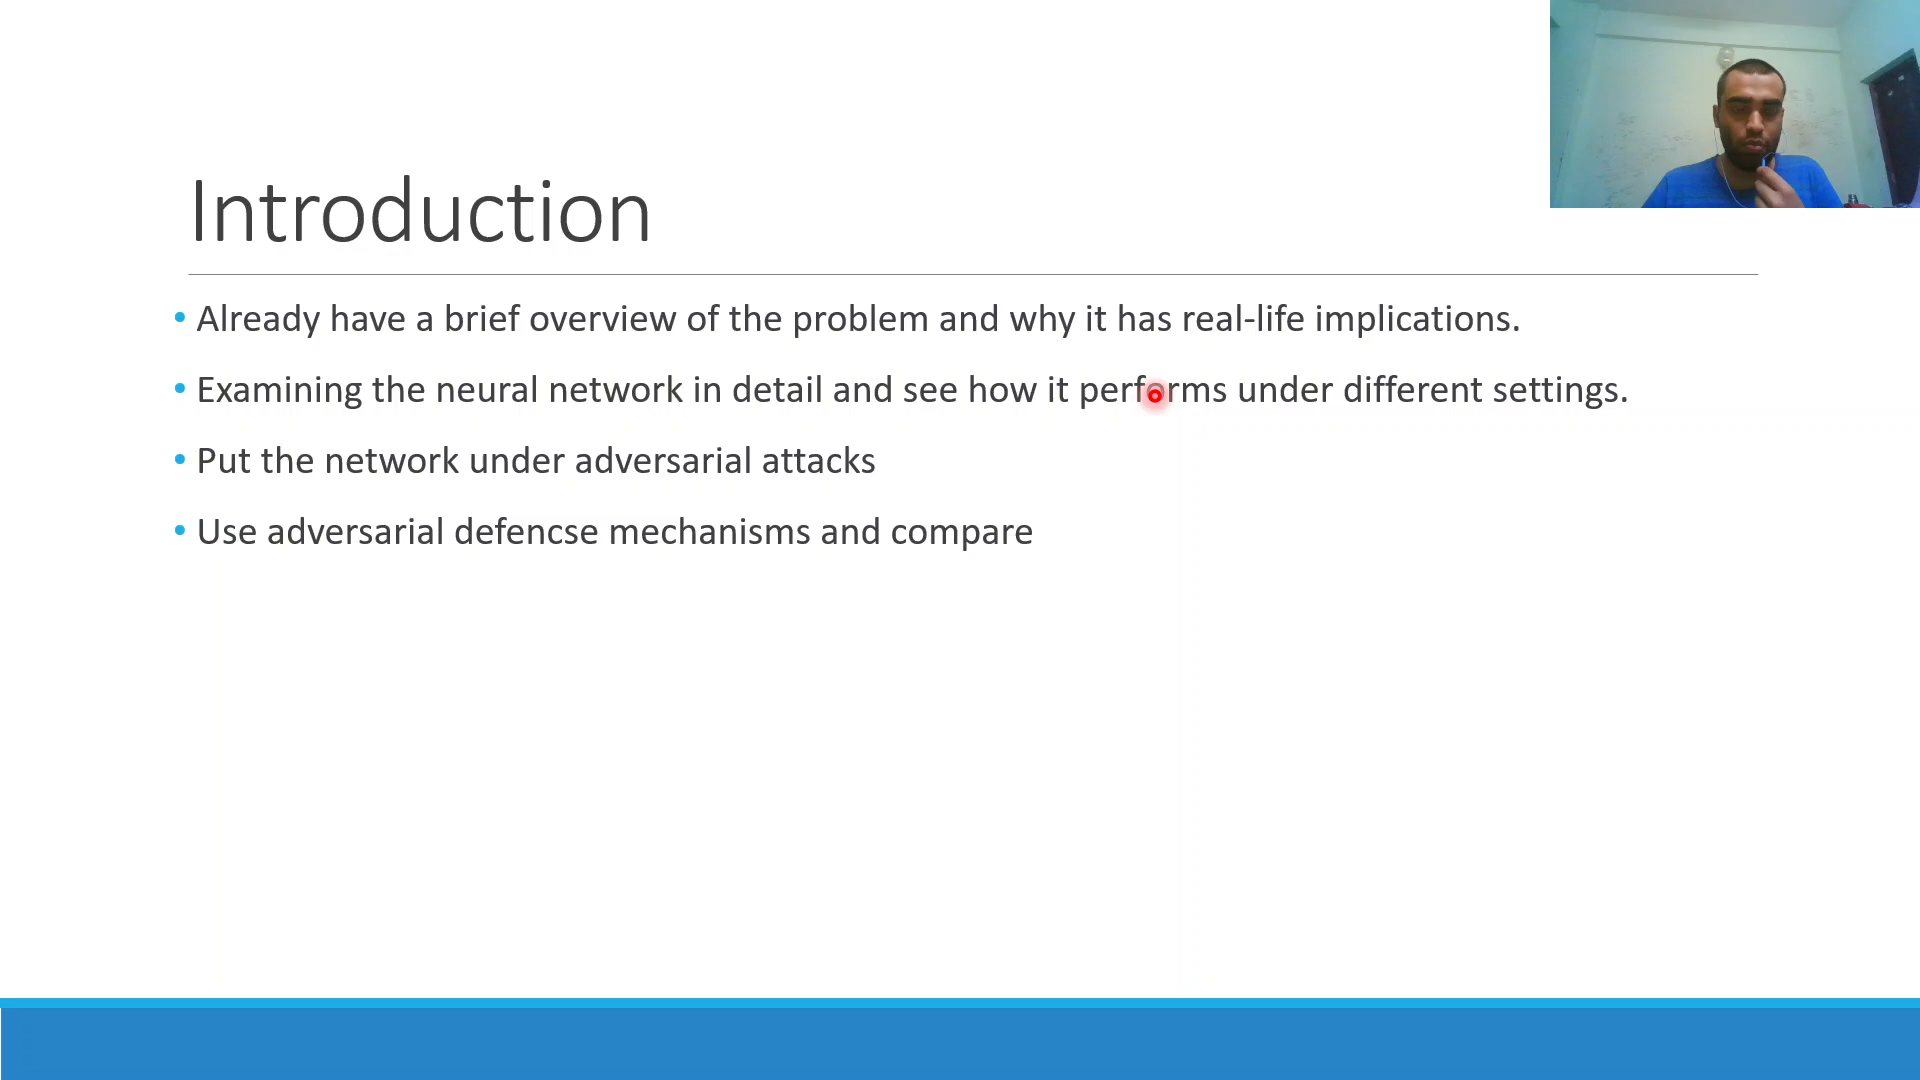 Introduction
• Already have a brief overview of the problem and why it has real-life implications.
• Examining the neural network in detail and see how it performs under different settings.
• Put the network under adversarial attacks
• Use adversarial defencse mechanisms and compare